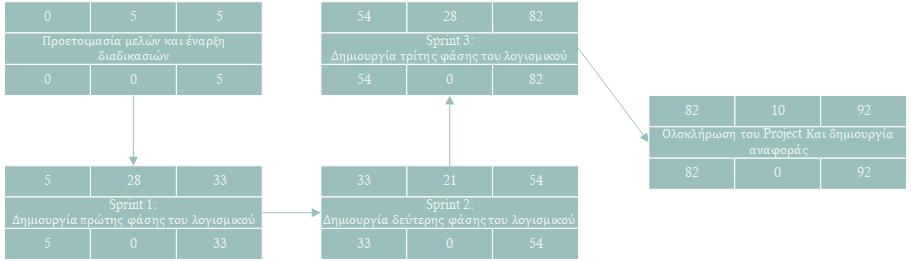 0 5 5
Προετοιμασία μελών και έναρξη
διαδικασιών
0 0 5
5 28 33
Sprint 1:
Δημιουργία πρώτης φάσης του λογισμικού
5 0 33
33 21 54
Sprint 2:
Δημιουργία δεύτερης φάσης του λογισμικού
33 0 54
54 28 82
Sprint 3:
Δημιουργία τρίτης φάσης του λογισμικού
54 0 82
82 10 92
Ολοκλήρωση του Project Και δημιουργία
αναφοράς
82 0 92